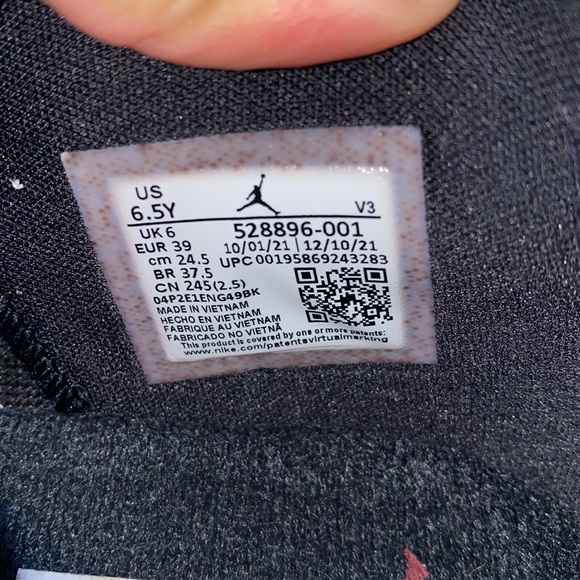 US
6.5Y V3
UK 6 528896-001
EUR 39 10/01/21 | 12/10/21
cm 24.5 UPC 00195869243283
BR 37.5
CN 245(2.5)
04P2E1ENG49BK
MADE IN VIETNAM
HECHO EN VIETNAM
FABRIQUE AU VIETNAM
FABRICADO NO VIETNÃ
This product is covered by one or more patents:
www.nike.com/patentsvirtualmarking